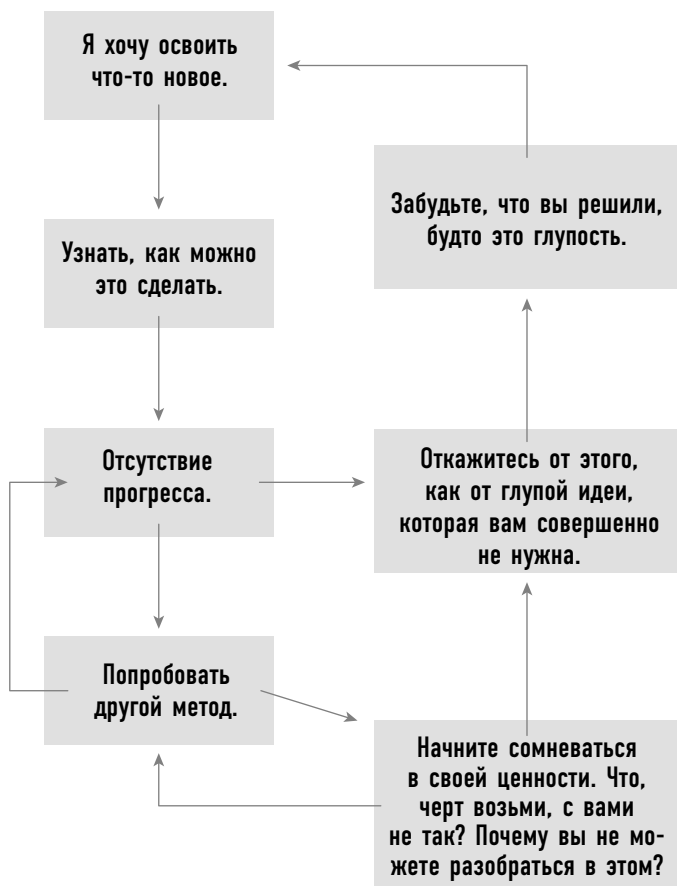 Я хочу освоить
что-то новое.
Забудьте, что вы решили,
будто это глупость.
Узнать, как можно
это сделать.
Отсутствие
прогресса.
Откажитесь от этого,
как от глупой идеи,
которая вам совершенно
не нужна.
Попробовать
другой метод.
Начните сомневаться
в своей ценности. Что,
черт возьми, с вами
не так? Почему вы не мо-
жете разобраться в этом?